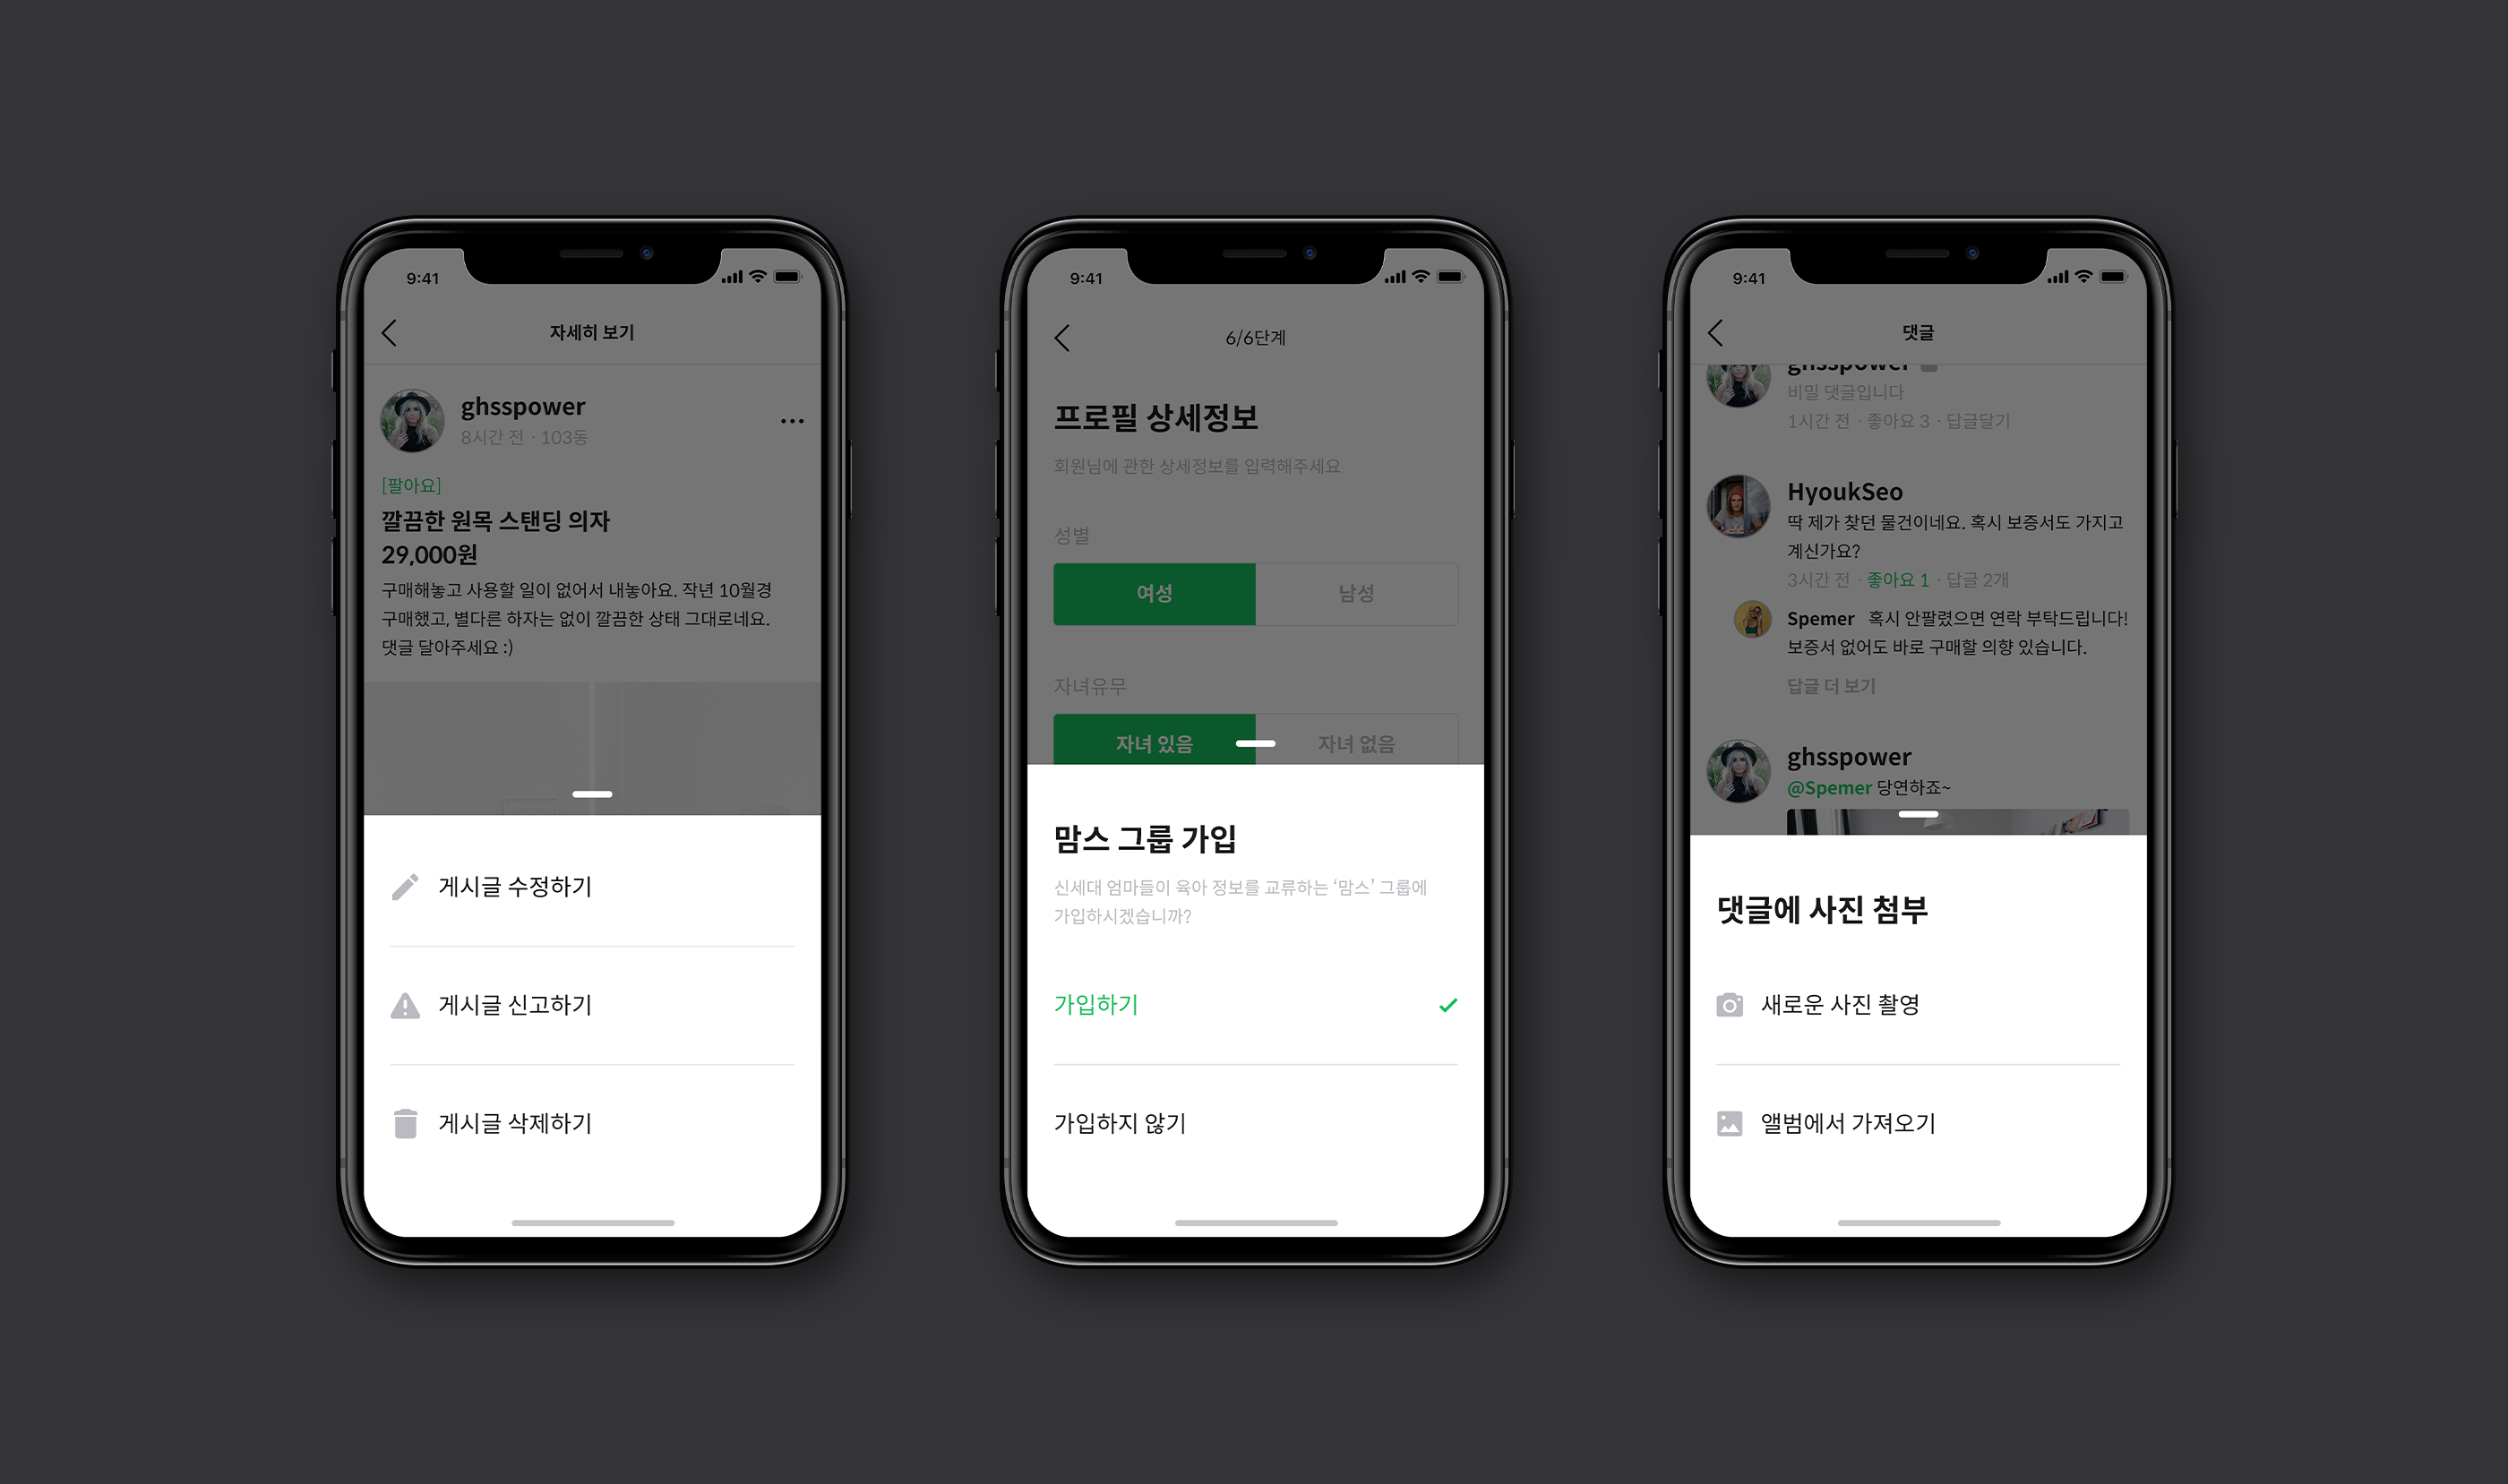 9:41
자세히 보기
ghsspower
8시간 전 · 103동
[팔아요]
깔끔한 원목 스탠딩 의자
29,000원
구매해놓고 사용할 일이 없어서 내놓아요. 작년 10월경
구매했고, 별다른 하자는 없이 깔끔한 상태 그대로네요.
댓글 달아주세요 :)
게시글 수정하기
게시글 신고하기
게시글 삭제하기
9:41
6/6단계
프로필 상세정보
회원님에 관한 상세정보를 입력해주세요
성별
여성 남성
자녀유무
자녀 있음 자녀 없음
맘스 그룹 가입
신세대 엄마들이 육아 정보를 교류하는 ‘맘스’ 그룹에
가입하시겠습니까?
가입하기
가입하지 않기
9:41
댓글
ghsspower
비밀 댓글입니다
1시간 전 · 좋아요 3 · 답글달기
HyoukSeo
딱 제가 찾던 물건이네요. 혹시 보증서도 가지고
계신가요?
3시간 전 · 좋아요 1 · 답글 2개
Spemer 혹시 안팔렸으면 연락 부탁드립니다!
보증서 없어도 바로 구매할 의향 있습니다.
답글 더 보기
ghsspower
@Spemer 당연하죠~
댓글에 사진 첨부
새로운 사진 촬영
앨범에서 가져오기